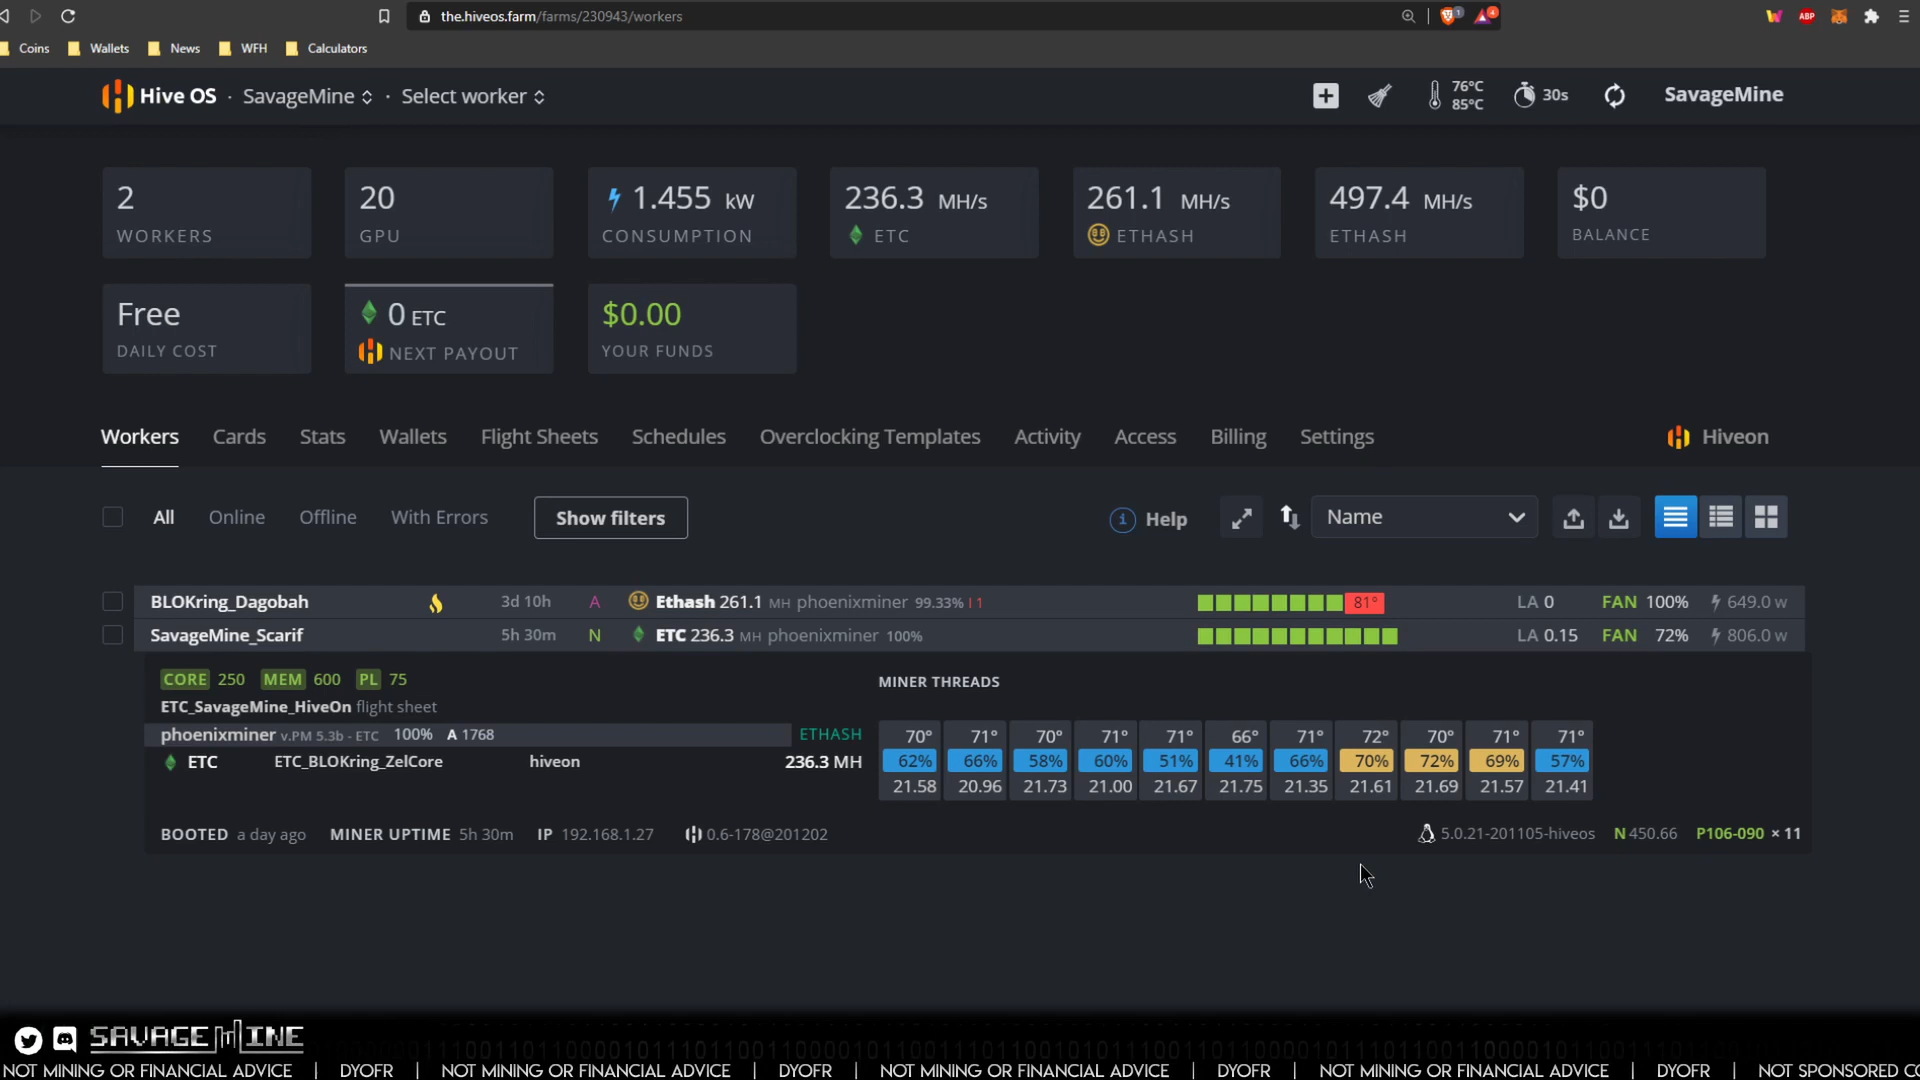 the.hiveos.farm/farms/230943/workers
1
4
ABP
Coins Wallets News WFH Calculators
Hive OS · SavageMine · Select worker
76°C
85°C
30s
SavageMine
2
WORKERS
20
GPU
1.455 kW
CONSUMPTION
236.3 MH/s
ETC
261.1 MH/s
ETHASH
497.4 MH/s
ETHASH
$0
BALANCE
Free
DAILY COST
0 ETC
NEXT PAYOUT
$0.00
YOUR FUNDS
Workers Cards Stats Wallets Flight Sheets Schedules Overclocking Templates Activity Access Billing Settings Hiveon
All Online Offline With Errors Show filters Help Name
BLOKring_Dagobah 3d 10h A Ethash 261.1 MH phoenixminer 99.33% I 1 81° LA 0 FAN 100% 649.0 w
SavageMine_Scarif 5h 30m N ETC 236.3 MH phoenixminer 100% LA 0.15 FAN 72% 806.0 w
CORE 250 MEM 600 PL 75
ETC_SavageMine_HiveOn flight sheet
phoenixminer v.PM 5.3b - ETC 100% A 1768 ETHASH
ETC ETC_BLOKring_ZelCore hiveon 236.3 MH
MINER THREADS
70° 71° 70° 71° 71° 66° 71° 72° 70° 71° 71°
62% 66% 58% 60% 51% 41% 66% 70% 72% 69% 57%
21.58 20.96 21.73 21.00 21.67 21.75 21.35 21.61 21.69 21.57 21.41
BOOTED a day ago MINER UPTIME 5h 30m IP 192.168.1.27 0.6-178@201202 5.0.21-201105-hiveos N 450.66 P106-090 × 11
SAVAGEMINE
NOT MINING OR FINANCIAL ADVICE | DYOFR | NOT MINING OR FINANCIAL ADVICE | DYOFR | NOT MINING OR FINANCIAL ADVICE | DYOFR | NOT MINING OR FINANCIAL ADVICE | DYOFR | NOT SPONSORED CO